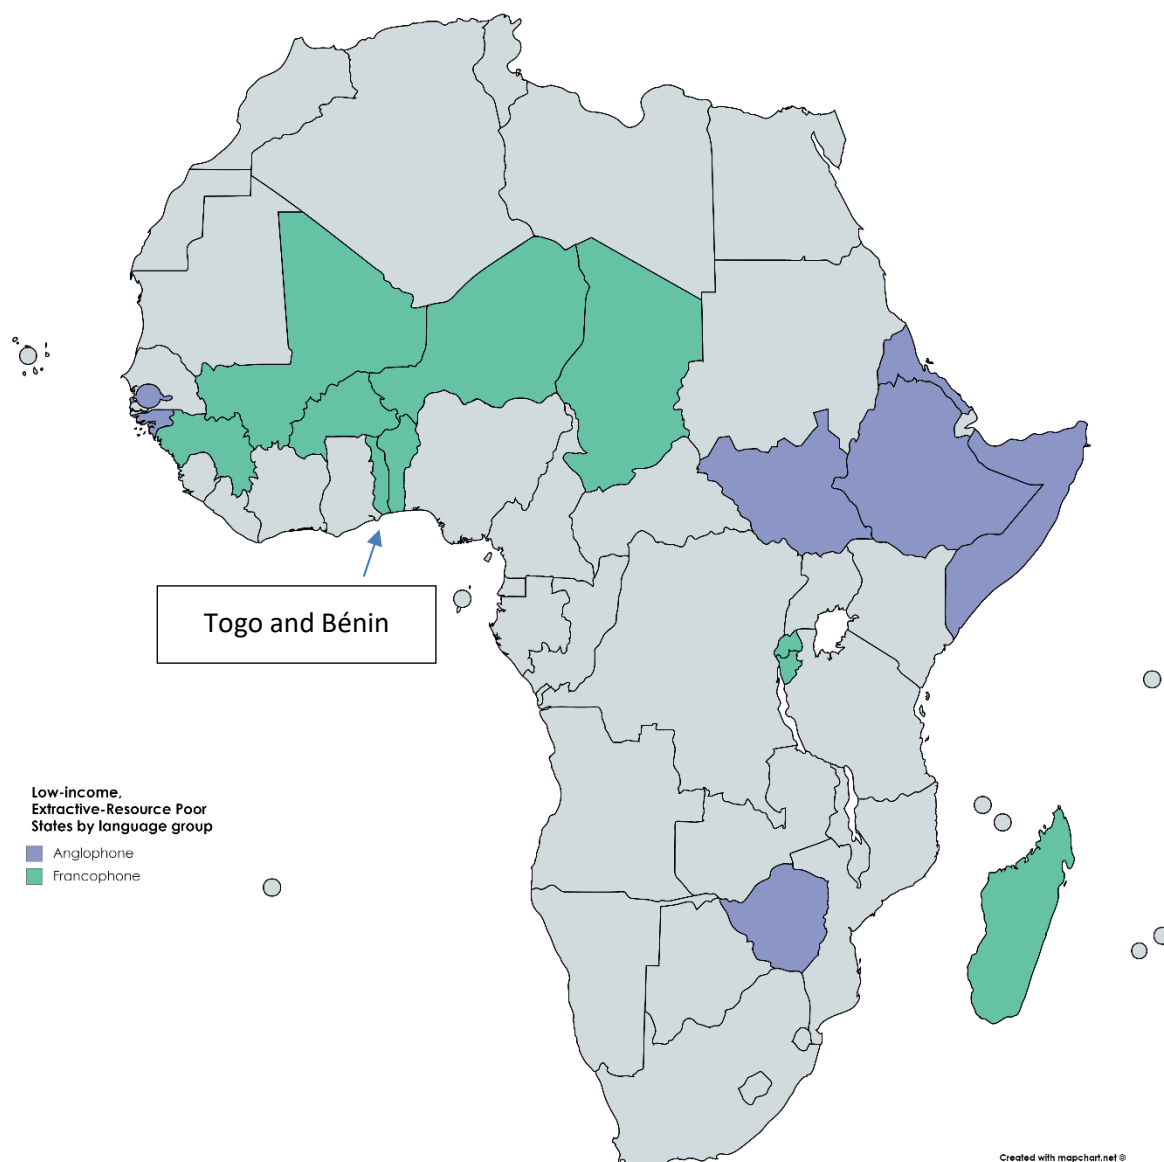 Togo and Bénin
Low-income,
Extractive-Resource Poor
States by language group
Anglophone
Francophone
Created with mapchart.net ©